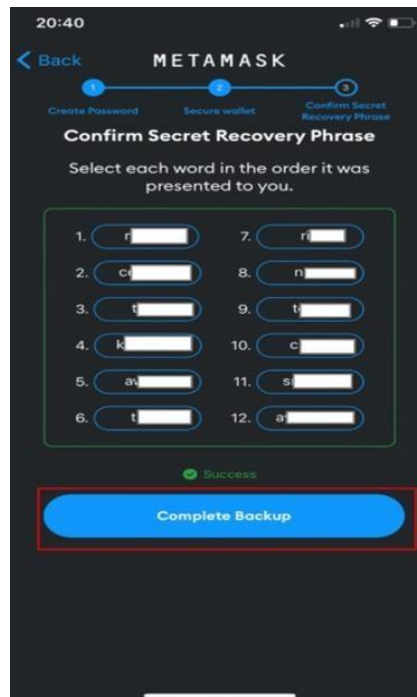 20:40
Back METAMASK
1 2 3
Create Password Secure wallet Confirm Secret
Recovery Phrase
Confirm Secret Recovery Phrase
Select each word in the order it was
presented to you.
1. 7.
2. 8.
3. 9.
4. 10.
5. 11.
6. 12.
Success
Complete Backup